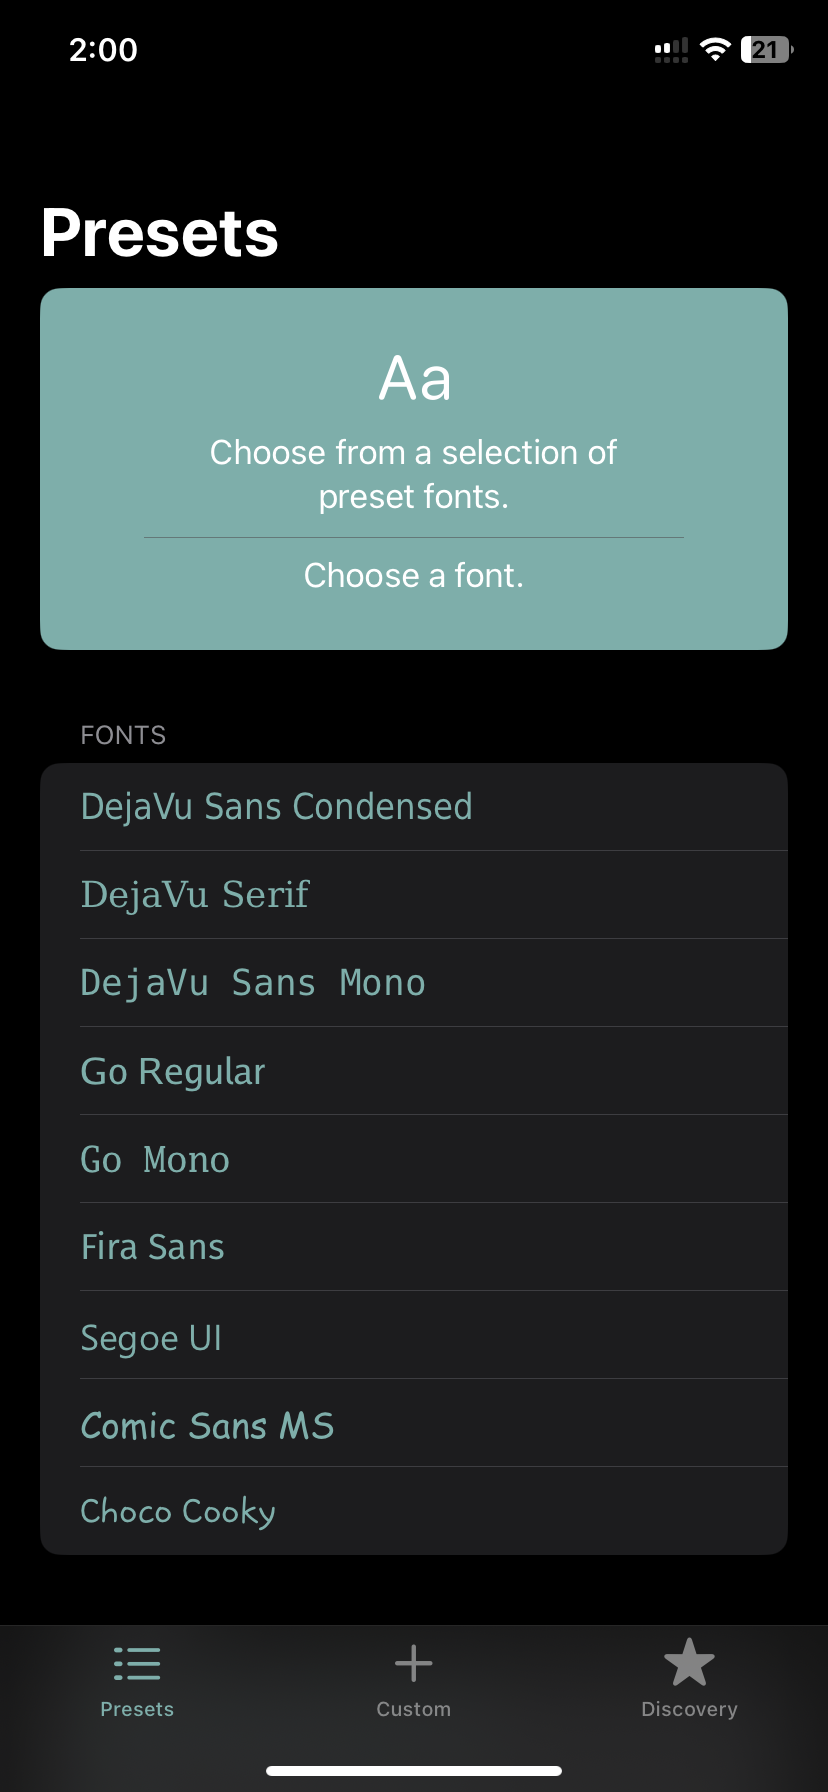 2:00
21
Presets
Aa
Choose from a selection of
preset fonts.
Choose a font.
FONTS
DejaVu Sans Condensed
DejaVu Serif
DejaVu Sans Mono
Go Regular
Go Mono
Fira Sans
Segoe UI
Comic Sans MS
Choco Cooky
Presets
Custom
Discovery